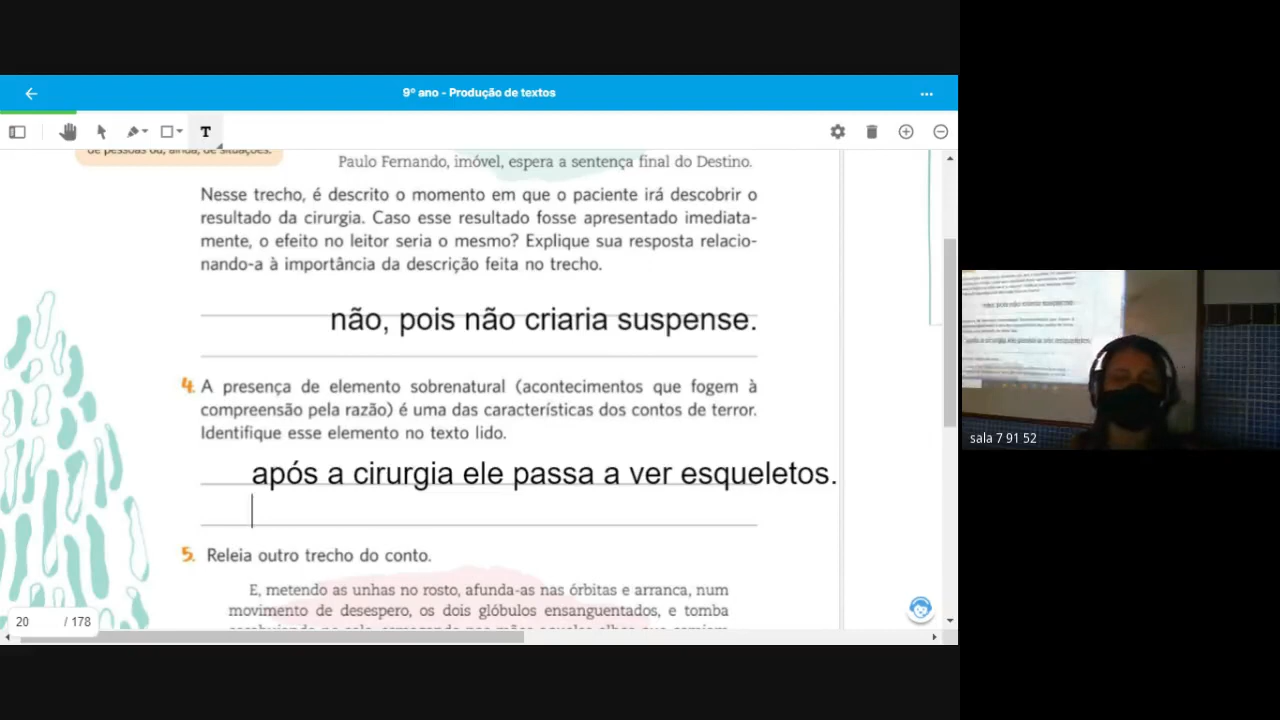 9º ano - Produção de textos
T
de pessoas ou, ainda, de situações.
Paulo Fernando, imóvel, espera a sentença final do Destino.
Nesse trecho, é descrito o momento em que o paciente irá descobrir o
resultado da cirurgia. Caso esse resultado fosse apresentado imediata-
mente, o efeito no leitor seria o mesmo? Explique sua resposta relacio-
nando-a à importância da descrição feita no trecho.
não, pois não criaria suspense.
4. A presença de elemento sobrenatural (acontecimentos que fogem à
compreensão pela razão) é uma das características dos contos de terror.
Identifique esse elemento no texto lido.
após a cirurgia ele passa a ver esqueletos.
5. Releia outro trecho do conto.
E, metendo as unhas no rosto, afunda-as nas órbitas e arranca, num
movimento de desespero, os dois glóbulos ensanguentados, e tomba
20 / 178
sala 7 91 52